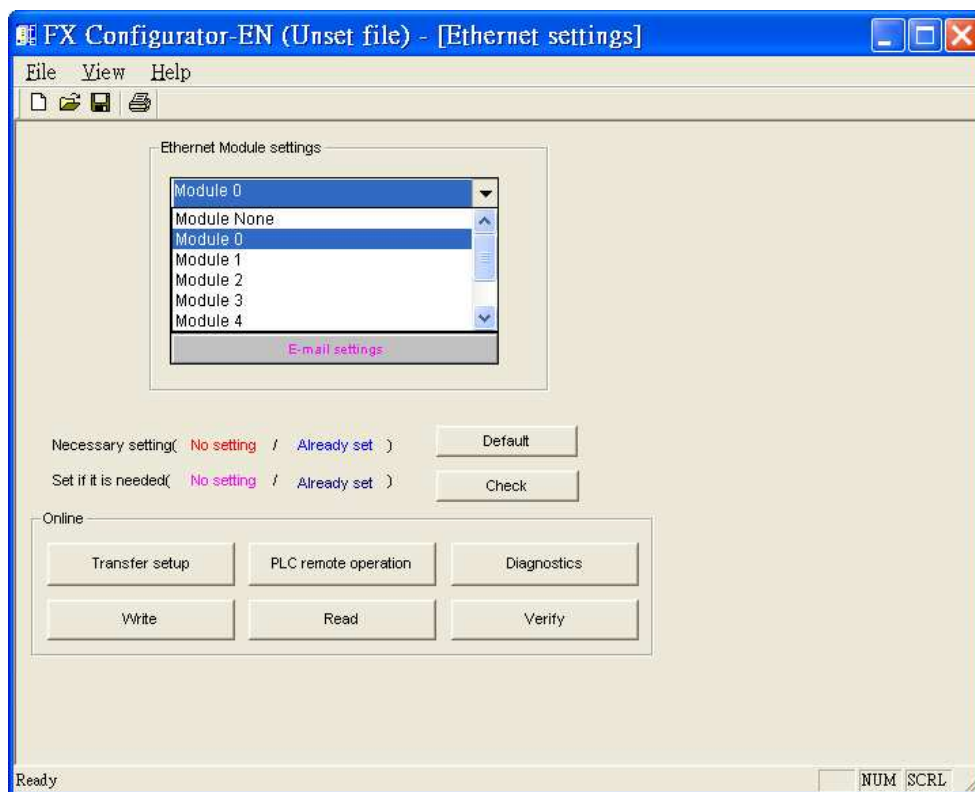 FX Configurator-EN (Unset file) - [Ethernet settings]
File View Help
Ethernet Module settings
Module 0
Module None
Module 0
Module 1
Module 2
Module 3
Module 4
E-mail settings
Necessary setting( No setting / Already set ) Default
Set if it is needed( No setting / Already set ) Check
Online
Transfer setup PLC remote operation Diagnostics
Write Read Verify
Ready NUM SCRL